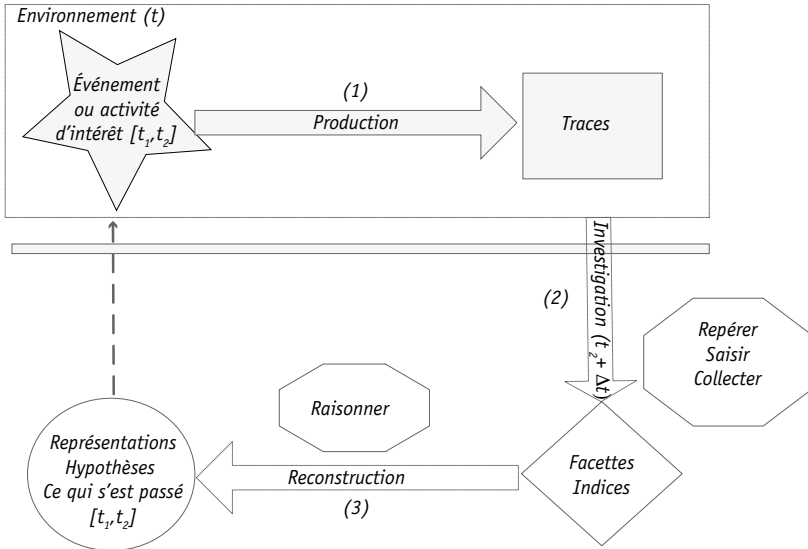 Environnement (t)
Événement
ou activité
d'intérêt [t₁,t₂]
(1)
Production
Traces
Investigation (t₂+ Δt)
(2)
Repérer
Saisir
Collecter
Raisonner
Facettes
Indices
Reconstruction
(3)
Représentations
Hypothèses
Ce qui s'est passé
[t₁,t₂]